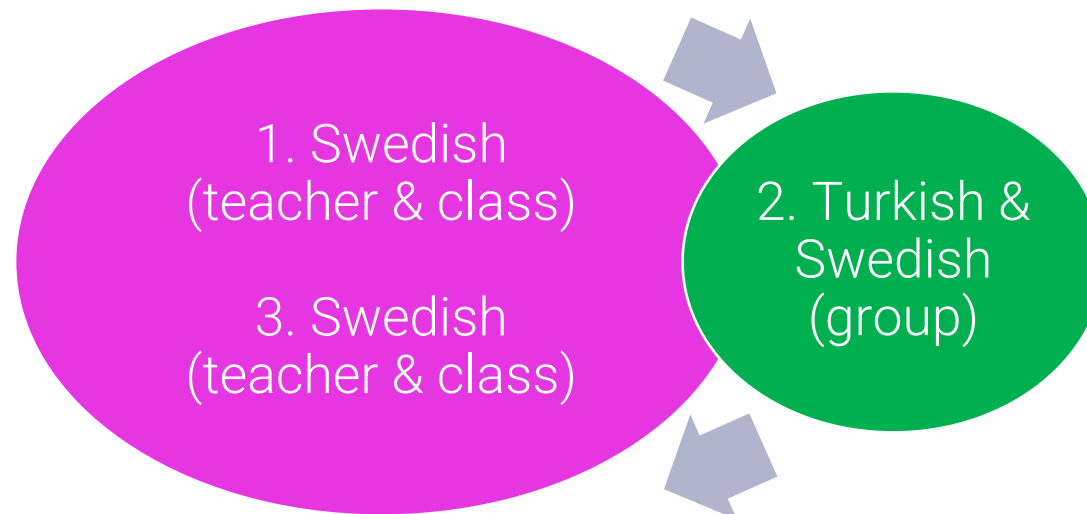 1. Swedish
(teacher & class)
3. Swedish
(teacher & class)
2. Turkish &
Swedish
(group)